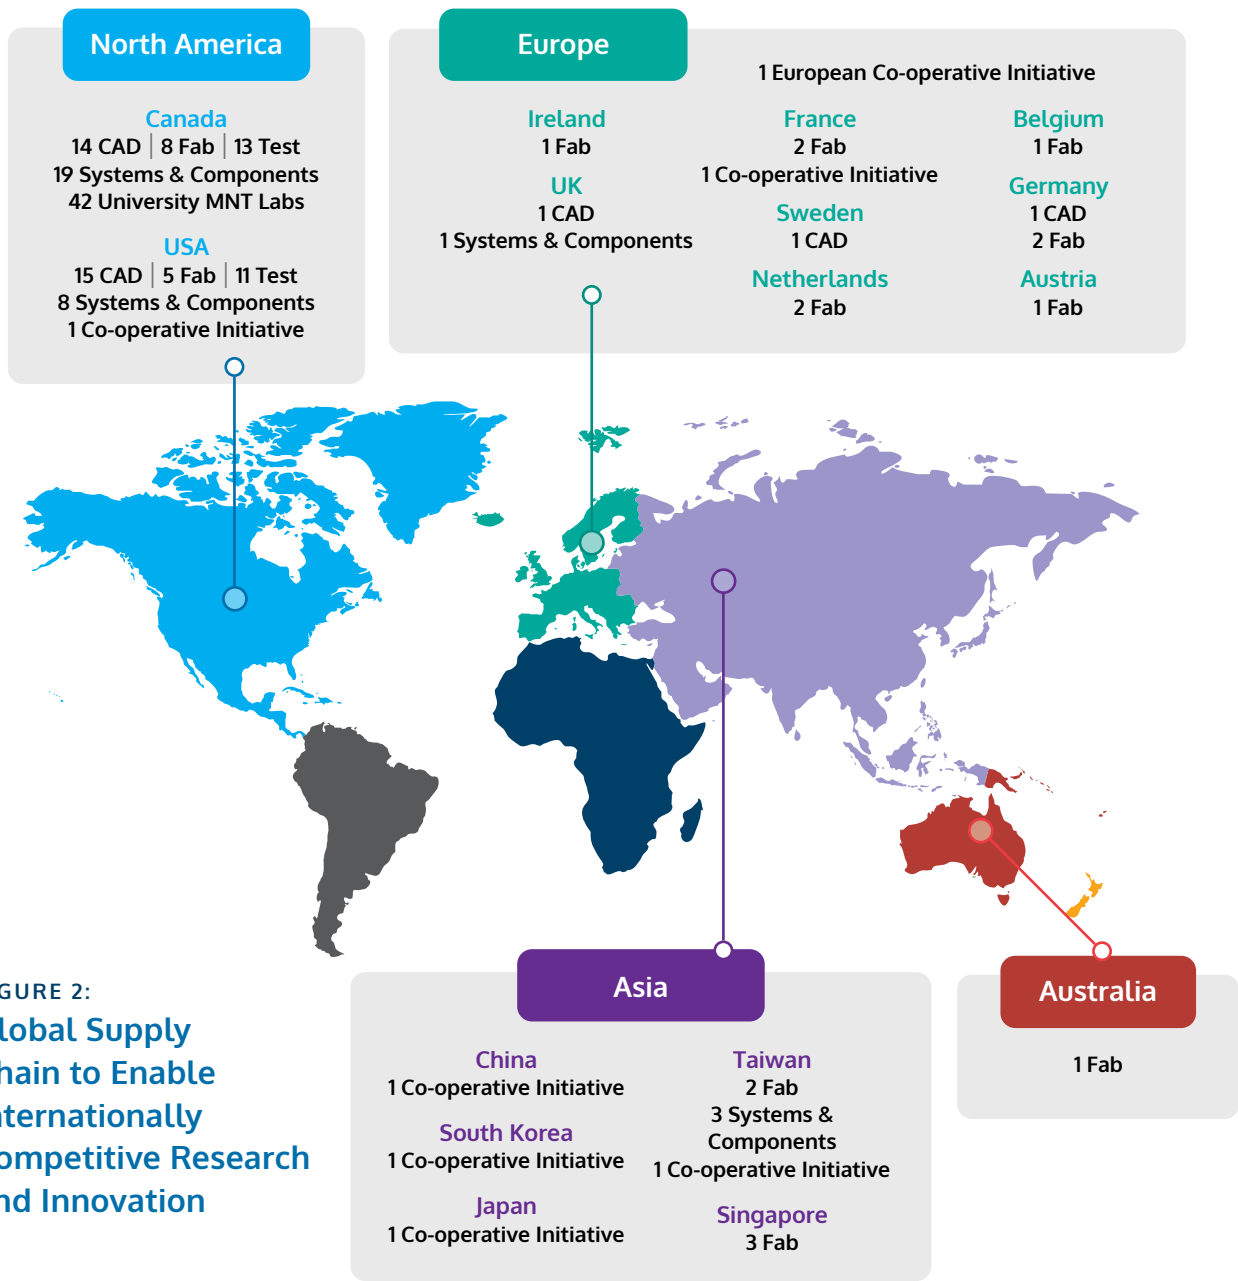 North America
Canada
14 CAD | 8 Fab | 13 Test
19 Systems & Components
42 University MNT Labs
USA
15 CAD | 5 Fab | 11 Test
8 Systems & Components
1 Co-operative Initiative
Europe
1 European Co-operative Initiative
Ireland
1 Fab
UK
1 CAD
1 Systems & Components
France
2 Fab
1 Co-operative Initiative
Sweden
1 CAD
Netherlands
2 Fab
Belgium
1 Fab
Germany
1 CAD
2 Fab
Austria
1 Fab
GURE 2:
lobal Supply
hain to Enable
nternationally
ompetitive Research
nd Innovation
Asia
China
1 Co-operative Initiative
South Korea
1 Co-operative Initiative
Japan
1 Co-operative Initiative
Taiwan
2 Fab
3 Systems &
Components
1 Co-operative Initiative
Singapore
3 Fab
Australia
1 Fab